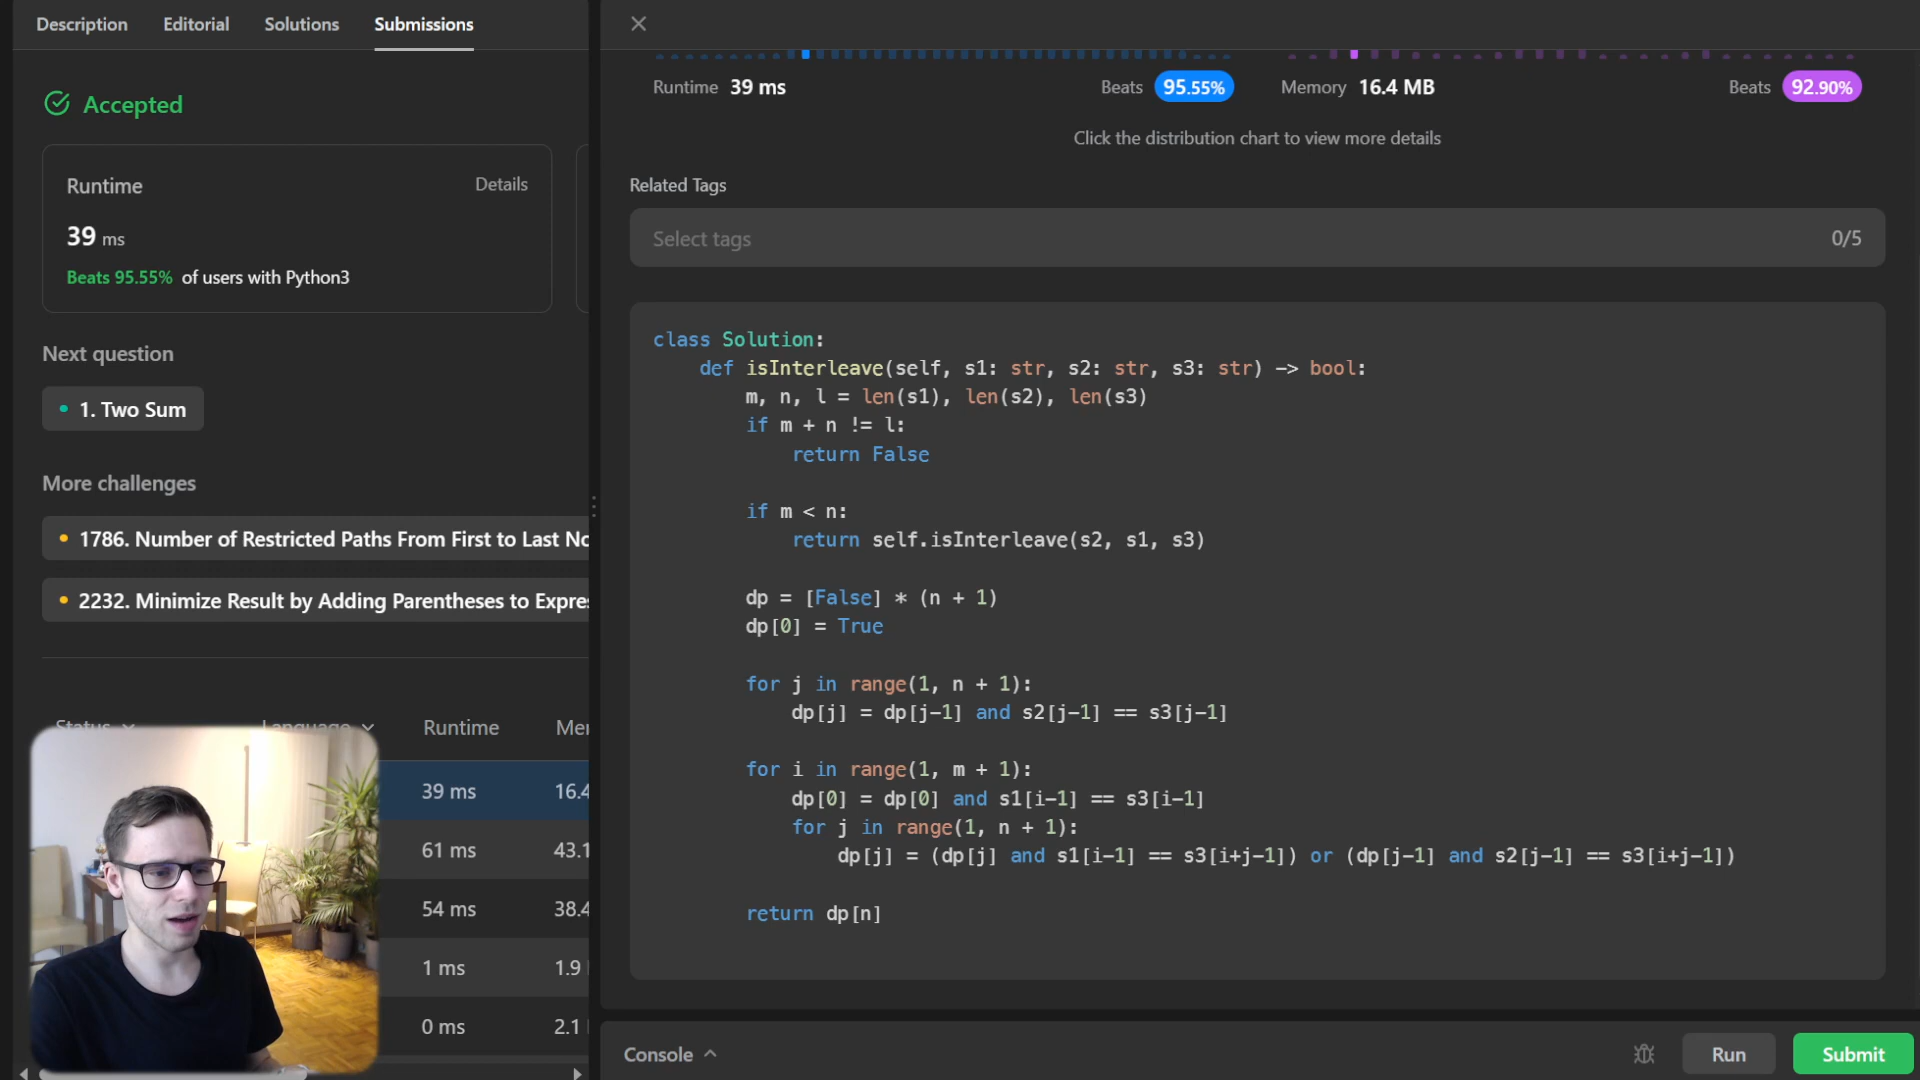 Description Editorial Solutions Submissions
Accepted
Runtime Details
39 ms
Beats 95.55% of users with Python3
Next question
1. Two Sum
More challenges
1786. Number of Restricted Paths From First to Last No
2232. Minimize Result by Adding Parentheses to Expre
Status Language Runtime Mem
39 ms 16.4
61 ms 43.1
54 ms 38.4
1 ms 1.9
0 ms 2.1
Runtime 39 ms Beats 95.55% Memory 16.4 MB Beats 92.90%
Click the distribution chart to view more details
Related Tags
Select tags 0/5
class Solution:
    def isInterleave(self, s1: str, s2: str, s3: str) -> bool:
        m, n, l = len(s1), len(s2), len(s3)
        if m + n != l:
            return False
        if m < n:
            return self.isInterleave(s2, s1, s3)
        dp = [False] * (n + 1)
        dp[0] = True
        for j in range(1, n + 1):
            dp[j] = dp[j-1] and s2[j-1] == s3[j-1]
        for i in range(1, m + 1):
            dp[0] = dp[0] and s1[i-1] == s3[i-1]
            for j in range(1, n + 1):
                dp[j] = (dp[j] and s1[i-1] == s3[i+j-1]) or (dp[j-1] and s2[j-1] == s3[i+j-1])
        return dp[n]
Console Run Submit